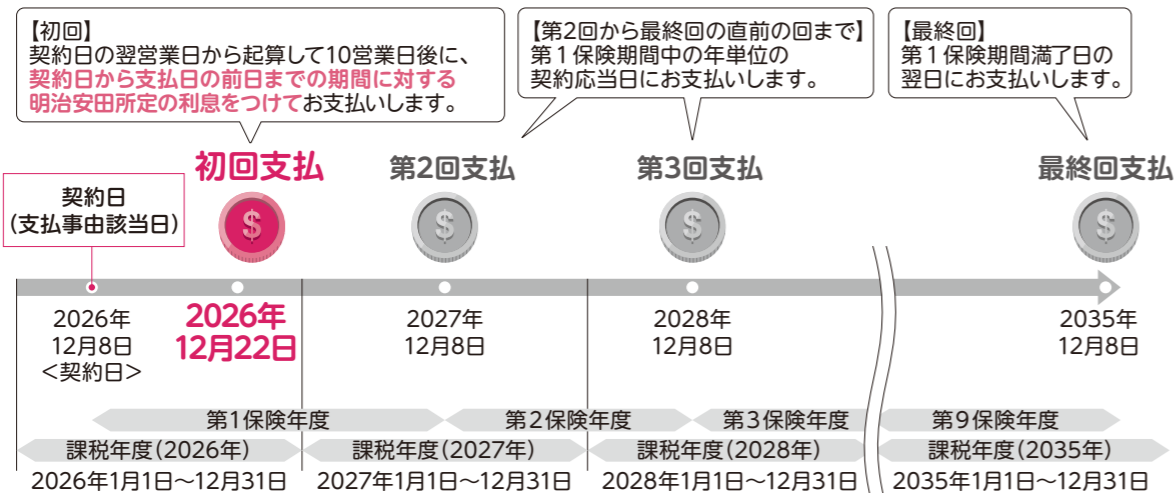 【初回】
契約日の翌営業日から起算して10営業日後に、
契約日から支払日の前日までの期間に対する
明治安田所定の利息をつけてお支払いします。
【第2回から最終回の直前の回まで】
第1保険期間中の年単位の
契約応当日にお支払いします。
【最終回】
第1保険期間満了日の
翌日にお支払いします。
初回支払
第2回支払
第3回支払
最終回支払
契約日
(支払事由該当日)
$
$
$
$
2026年
12月8日
<契約日>
2026年
12月22日
2027年
12月8日
2028年
12月8日
2035年
12月8日
第1保険年度
第2保険年度
第3保険年度
第9保険年度
課税年度(2026年)
課税年度(2027年)
課税年度(2028年)
課税年度(2035年)
2026年1月1日~12月31日
2027年1月1日~12月31日
2028年1月1日~12月31日
2035年1月1日~12月31日